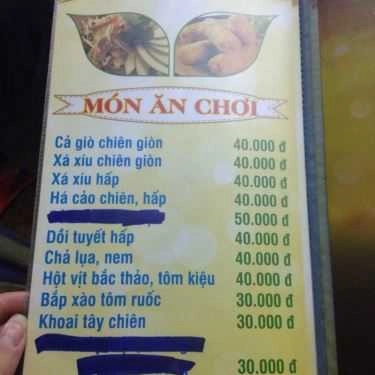 MÓN ĂN CHƠI
Cả giò chiên giòn 40.000 đ
Xá xíu chiên giòn 40.000 đ
Xá xíu hấp 40.000 đ
Há cảo chiên, hấp 40.000 đ
50.000 đ
Dồi tuyết hấp 40.000 đ
Chả lụa, nem 40.000 đ
Hột vịt bắc thảo, tôm kiệu 40.000 đ
Bắp xào tôm ruốc 30.000 đ
Khoai tây chiên 30.000 đ
30.000 đ